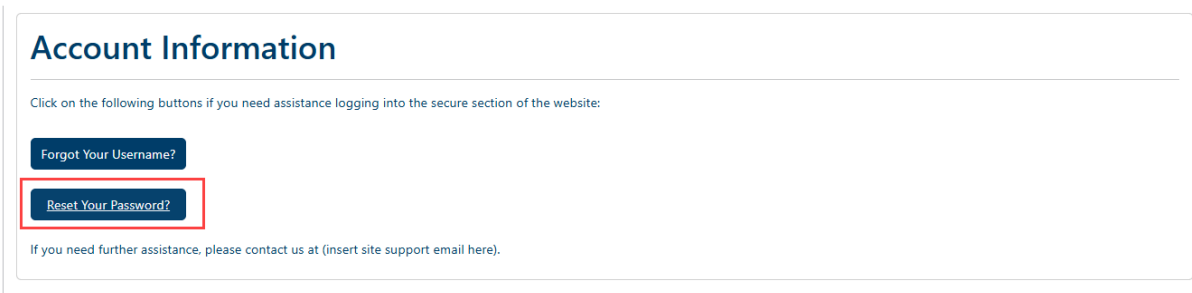 Account Information
Click on the following buttons if you need assistance logging into the secure section of the website:
Forgot Your Username?
Reset Your Password?
If you need further assistance, please contact us at (insert site support email here).